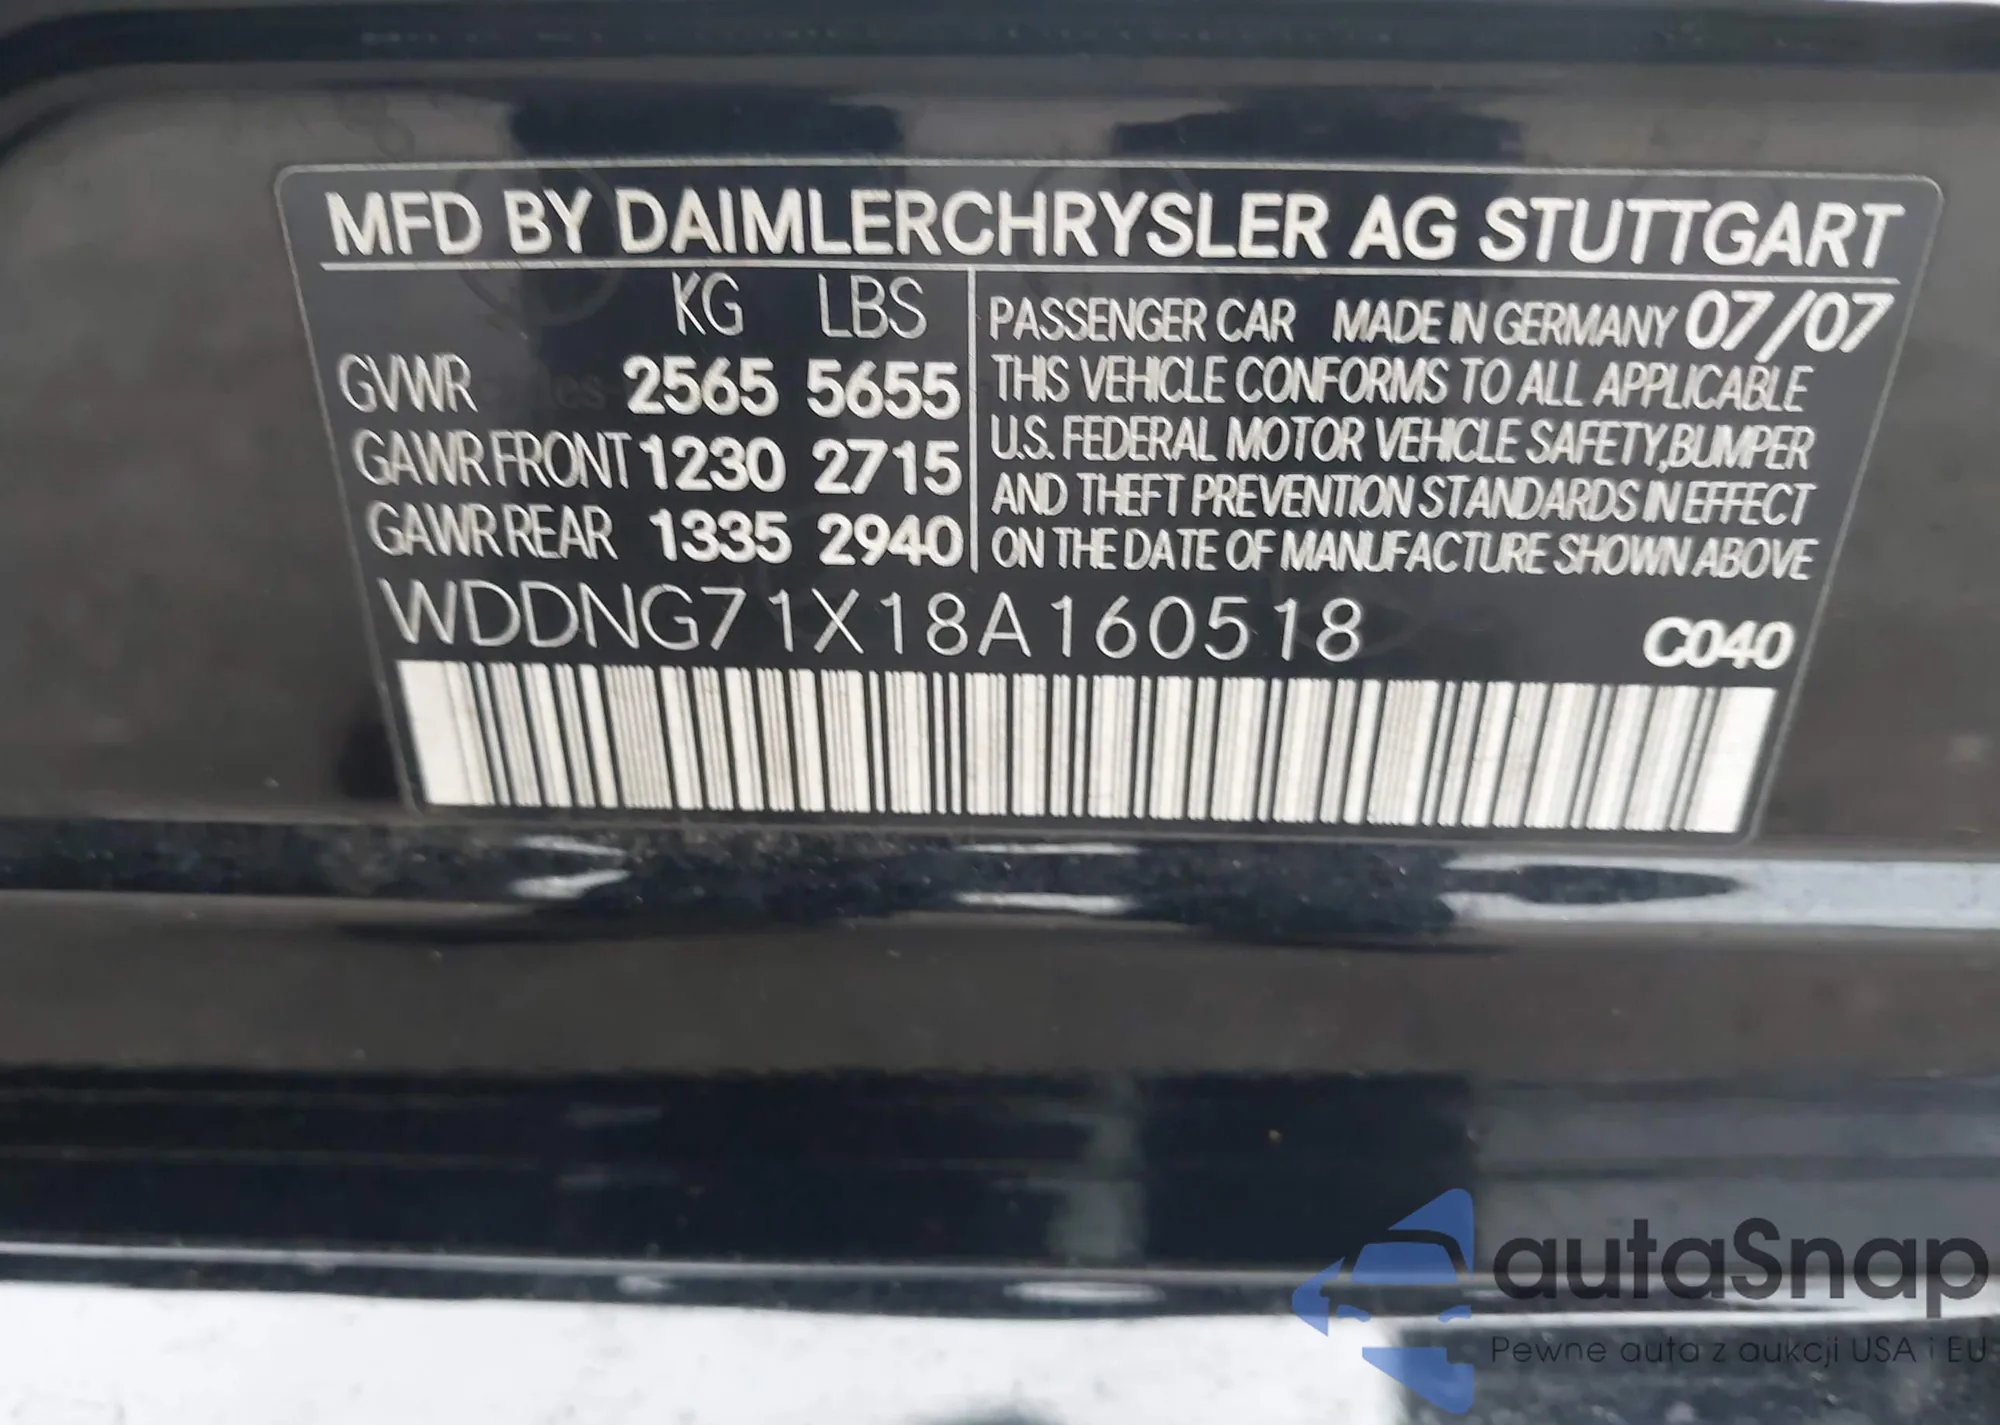 MFD BY DAIMLERCHRYSLER AG STUTTGART
KG LBS
GVWR 2565 5655
GAWR FRONT 1230 2715
GAWR REAR 1335 2940
PASSENGER CAR MADE IN GERMANY 07/07
THIS VEHICLE CONFORMS TO ALL APPLICABLE
U.S. FEDERAL MOTOR VEHICLE SAFETY, BUMPER
AND THEFT PREVENTION STANDARDS IN EFFECT
ON THE DATE OF MANUFACTURE SHOWN ABOVE
WDDNG71X18A160518 C040
autaSnap
Pewne auta z aukcji USA i EU